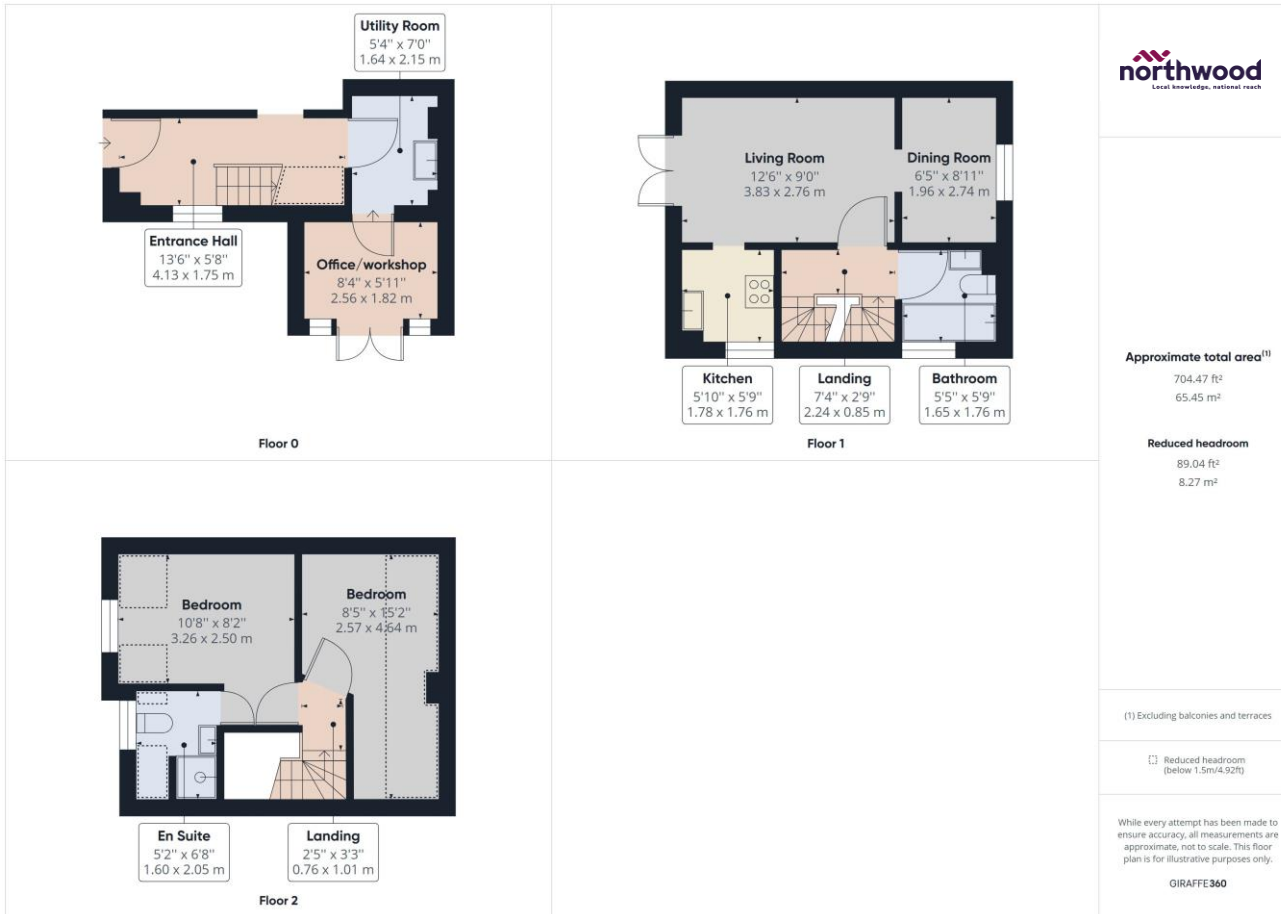 Utility Room
5'4" x 7'0"
1.64 x 2.15 m
Entrance Hall
13'6" x 5'8"
4.13 x 1.75 m
Office/workshop
8'4" x 5'11"
2.56 x 1.82 m
Floor 0
Living Room
12'6" x 9'0"
3.83 x 2.76 m
Dining Room
6'5" x 8'11"
1.96 x 2.74 m
Kitchen
5'10" x 5'9"
1.78 x 1.76 m
Landing
7'4" x 2'9"
2.24 x 0.85 m
Bathroom
5'5" x 5'9"
1.65 x 1.76 m
Floor 1
Bedroom
10'8" x 8'2"
3.26 x 2.50 m
Bedroom
8'5" x 15'2"
2.57 x 4.64 m
En Suite
5'2" x 6'8"
1.60 x 2.05 m
Landing
2'5" x 3'3"
0.76 x 1.01 m
Floor 2
northwood
Local knowledge, national reach
Approximate total area(1)
704.47 ft²
65.45 m²
Reduced headroom
89.04 ft²
8.27 m²
(1) Excluding balconies and terraces
Reduced headroom
(below 1.5m/4.92ft)
While every attempt has been made to
ensure accuracy, all measurements are
approximate, not to scale. This floor
plan is for illustrative purposes only.
GIRAFFE360